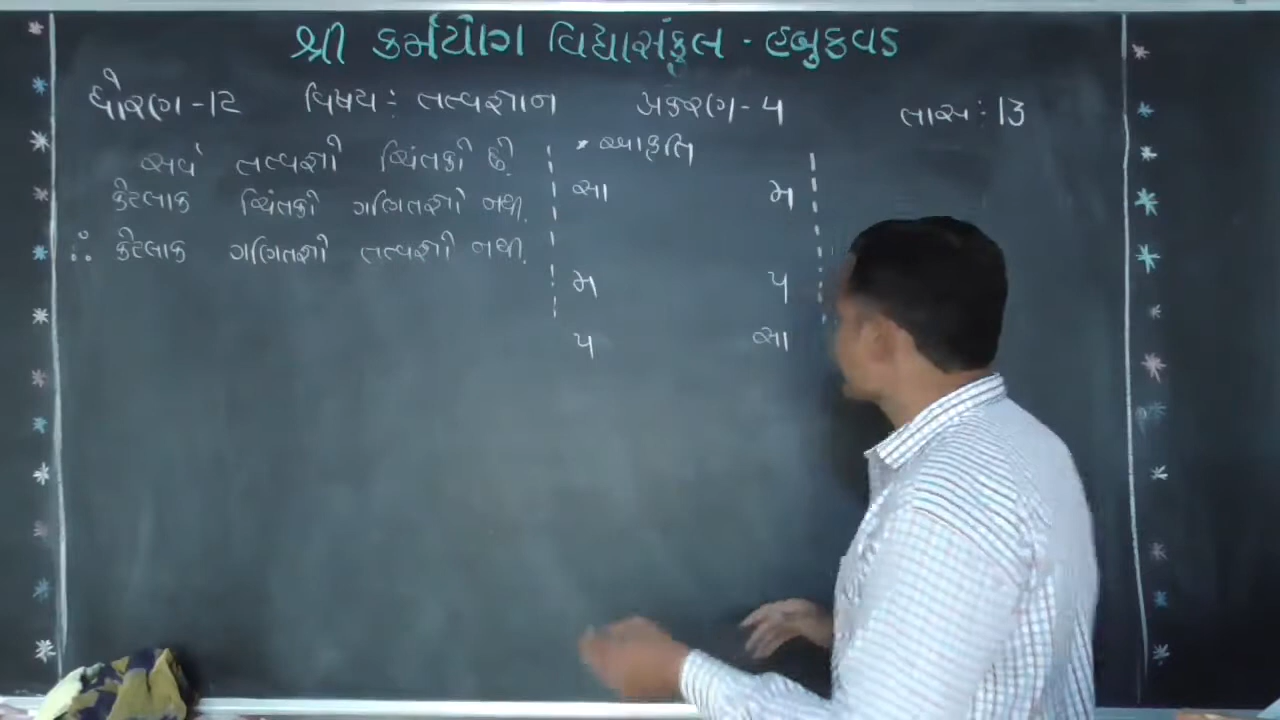 શ્રી કર્મયોગ વિદ્યાસંકુલ - હબુકવડ
ધોરણ - 12 વિષય : તત્વજ્ઞાન પ્રકરણ - 4 તાસ :- 13
સર્વ તત્વજ્ઞો ચિંતકો છે.
કેટલાક ચિંતકો ગણિતજ્ઞો નથી.
∴ કેટલાક ગણિતજ્ઞો તત્વજ્ઞો નથી.
* આકૃતિ
સા મ
મ પ
પ સા